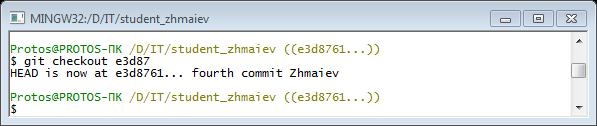 MINGW32:/D/IT/student_zhmaiev
Protos@PROTOS-ПК /D/IT/student_zhmaiev ((e3d8761...))
$ git checkout e3d87
HEAD is now at e3d8761... fourth commit Zhmaiev
Protos@PROTOS-ПК /D/IT/student_zhmaiev ((e3d8761...))
$